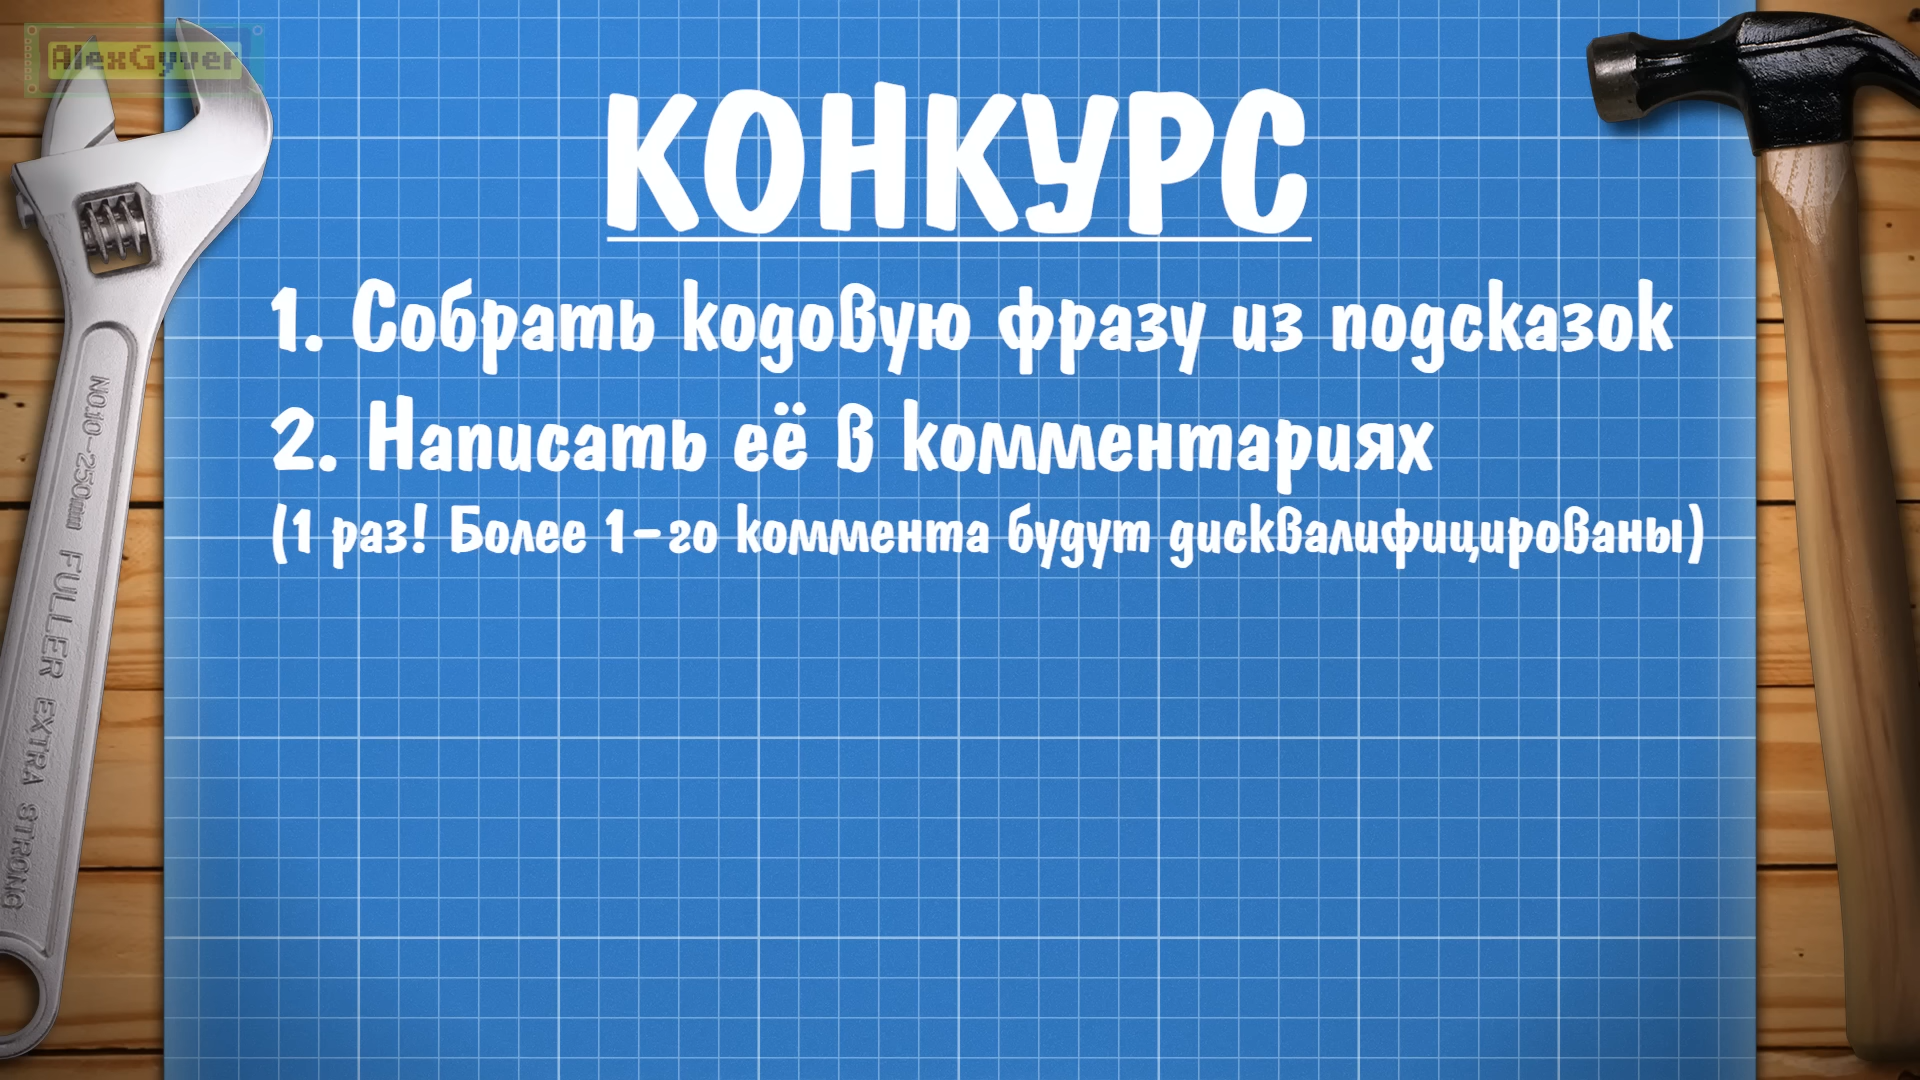 AlexGyver
КОНКУРС
1. Собрать кодовую фразу из подсказок
2. Написать её в комментариях
(1 раз! Более 1-го коммента будут дисквалифицированы)
NO.10-250mm FULLER EXTRA STRONG